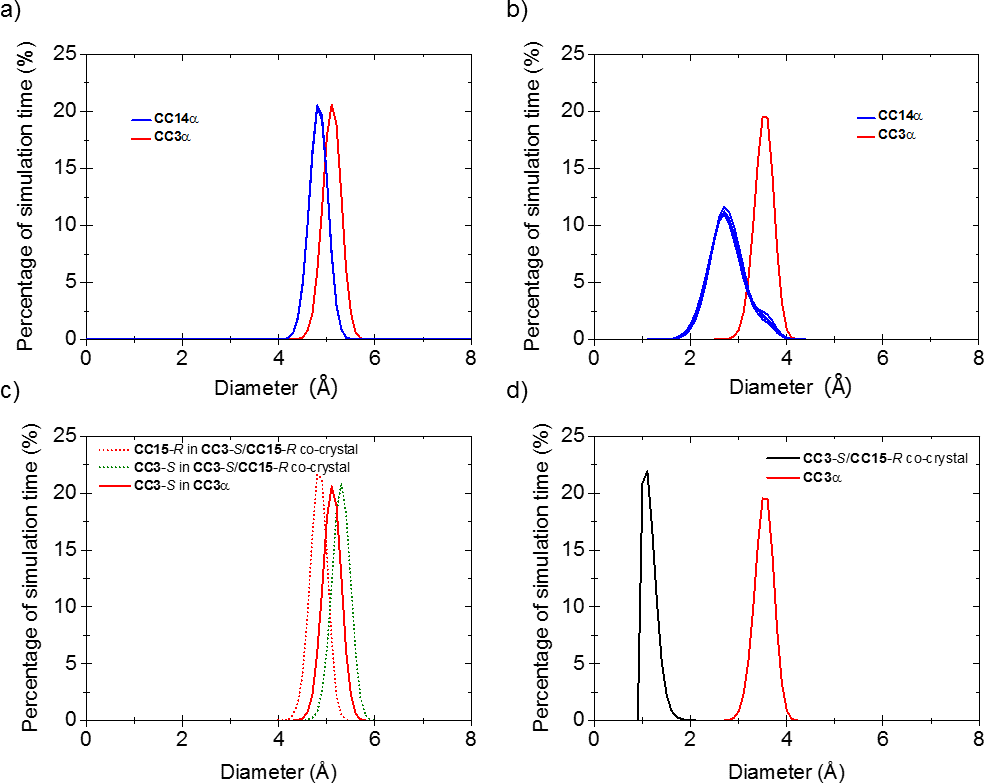 a)
Percentage of simulation time (%)
25
20
15
10
5
0
CC14α
CC3α
0 2 4 6 8
Diameter (Å)
b)
Percentage of simulation time (%)
25
20
15
10
5
0
CC14α
CC3α
0 2 4 6 8
Diameter (Å)
c)
Percentage of simulation time (%)
25
20
15
10
5
0
CC15-R in CC3-S/CC15-R co-crystal
CC3-S in CC3-S/CC15-R co-crystal
CC3-S in CC3α
0 2 4 6 8
Diameter (Å)
d)
Percentage of simulation time (%)
25
20
15
10
5
0
CC3-S/CC15-R co-crystal
CC3α
0 2 4 6 8
Diameter (Å)